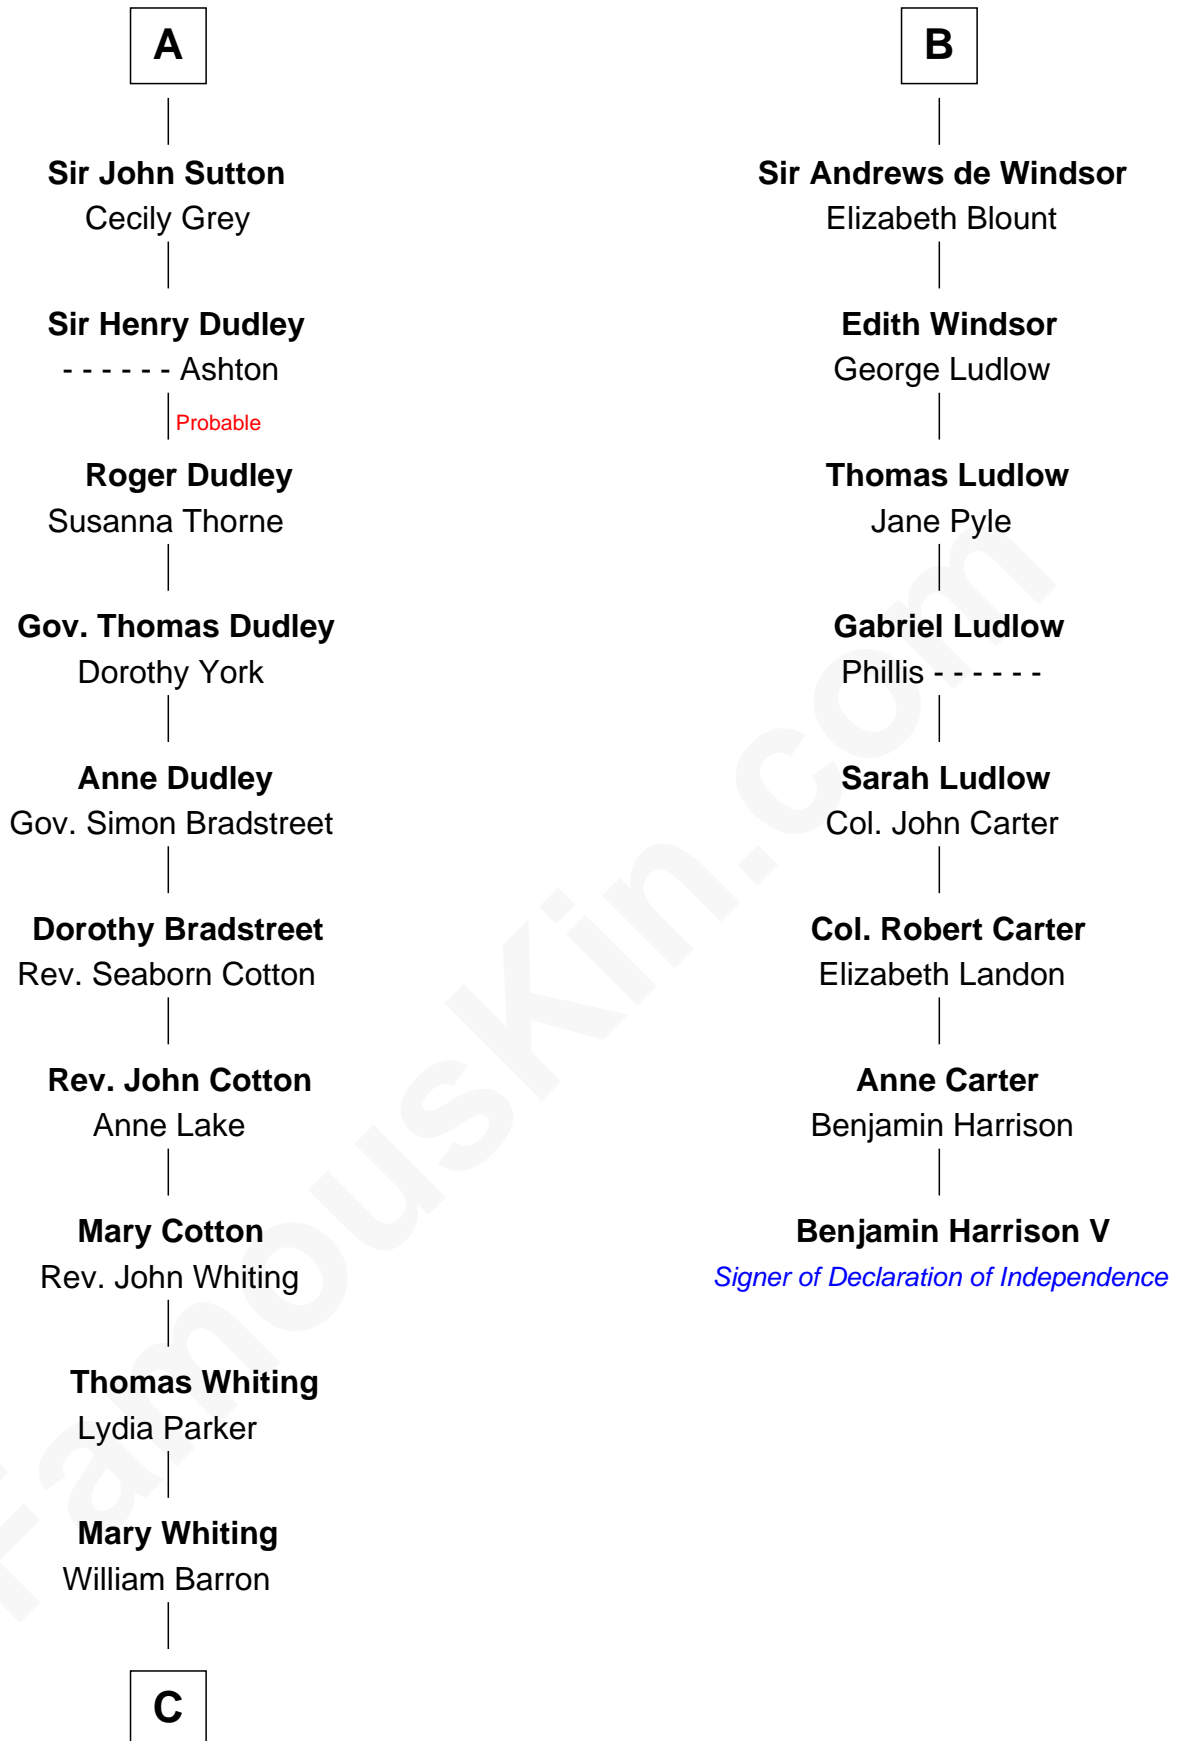 A
Sir John Sutton
Cecily Grey
Sir Henry Dudley
- - - - - - Ashton
Probable
Roger Dudley
Susanna Thorne
Gov. Thomas Dudley
Dorothy York
Anne Dudley
Gov. Simon Bradstreet
Dorothy Bradstreet
Rev. Seaborn Cotton
Rev. John Cotton
Anne Lake
Mary Cotton
Rev. John Whiting
Thomas Whiting
Lydia Parker
Mary Whiting
William Barron
C
B
Sir Andrews de Windsor
Elizabeth Blount
Edith Windsor
George Ludlow
Thomas Ludlow
Jane Pyle
Gabriel Ludlow
Phillis - - - - - -
Sarah Ludlow
Col. John Carter
Col. Robert Carter
Elizabeth Landon
Anne Carter
Benjamin Harrison
Benjamin Harrison V
Signer of Declaration of Independence
FamousKin.com